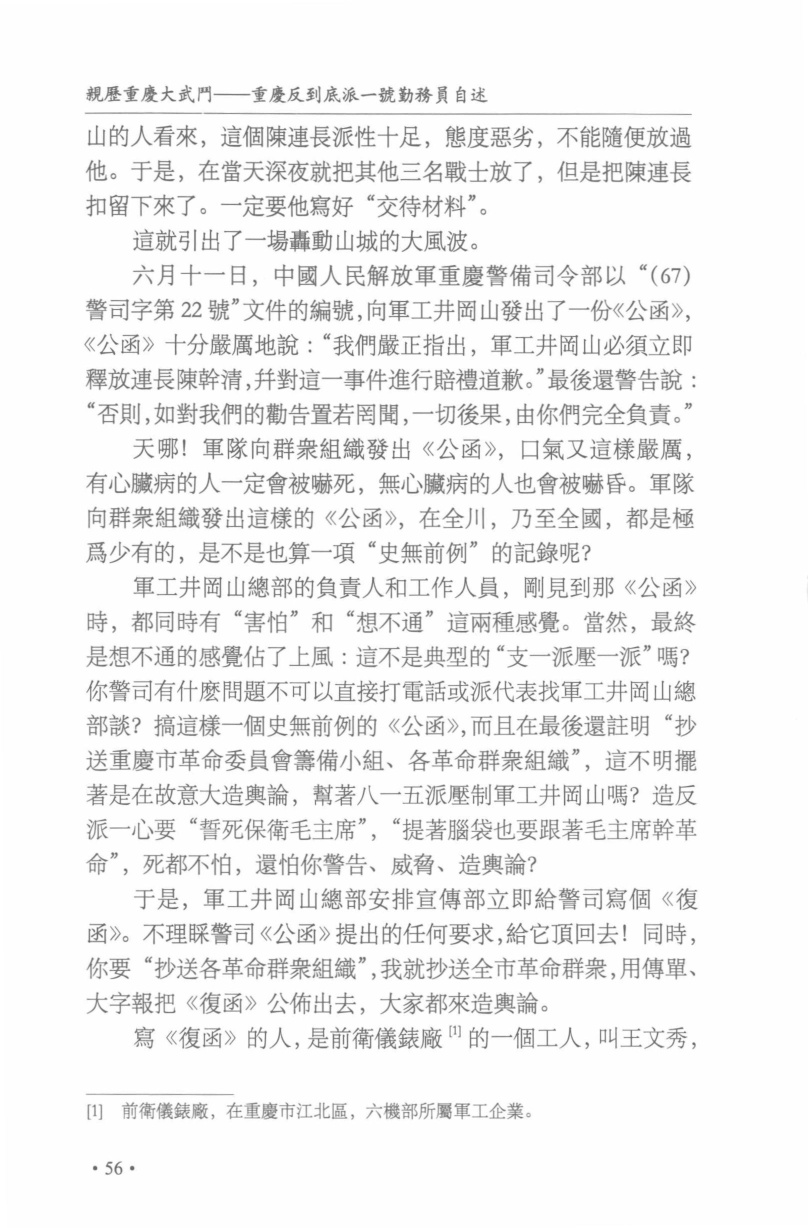 親歷重慶大武鬥——重慶反到底派一號勤務員自述
山的人看來，這個陳連長派性十足，態度惡劣，不能隨便放過
他。于是，在當天深夜就把其他三名戰士放了，但是把陳連長
扣留下來了。一定要他寫好“交待材料”。
這就引出了一場轟動山城的大風波。
六月十一日，中國人民解放軍重慶警備司令部以“(67)
警司字第 22 號”文件的編號,向軍工井岡山發出了一份《公函》,
《公函》十分嚴厲地說：“我們嚴正指出，軍工井岡山必須立即
釋放連長陳幹清,幷對這一事件進行賠禮道歉。”最後還警告說：
“否則,如對我們的勸告置若罔聞,一切後果,由你們完全負責。”
天哪！軍隊向群衆組織發出《公函》，口氣又這樣嚴厲，
有心臟病的人一定會被嚇死，無心臟病的人也會被嚇昏。軍隊
向群衆組織發出這樣的《公函》，在全川，乃至全國，都是極
爲少有的，是不是也算一項“史無前例”的記錄呢？
軍工井岡山總部的負責人和工作人員，剛見到那《公函》
時，都同時有“害怕”和“想不通”這兩種感覺。當然，最終
是想不通的感覺佔了上風：這不是典型的“支一派壓一派”嗎？
你警司有什麽問題不可以直接打電話或派代表找軍工井岡山總
部談？搞這樣一個史無前例的《公函》,而且在最後還註明“抄
送重慶市革命委員會籌備小組、各革命群衆組織”，這不明擺
著是在故意大造輿論，幫著八一五派壓制軍工井岡山嗎？造反
派一心要“誓死保衛毛主席”，“提著腦袋也要跟著毛主席幹革
命”，死都不怕，還怕你警告、威脅、造輿論？
于是，軍工井岡山總部安排宣傳部立即給警司寫個《復
函》。不理睬警司《公函》提出的任何要求,給它頂回去！同時，
你要“抄送各革命群衆組織”,我就抄送全市革命群衆,用傳單、
大字報把《復函》公佈出去，大家都來造輿論。
寫《復函》的人,是前衛儀錶廠 [1] 的一個工人,叫王文秀，
[1] 前衛儀錶廠，在重慶市江北區，六機部所屬軍工企業。
• 56 •